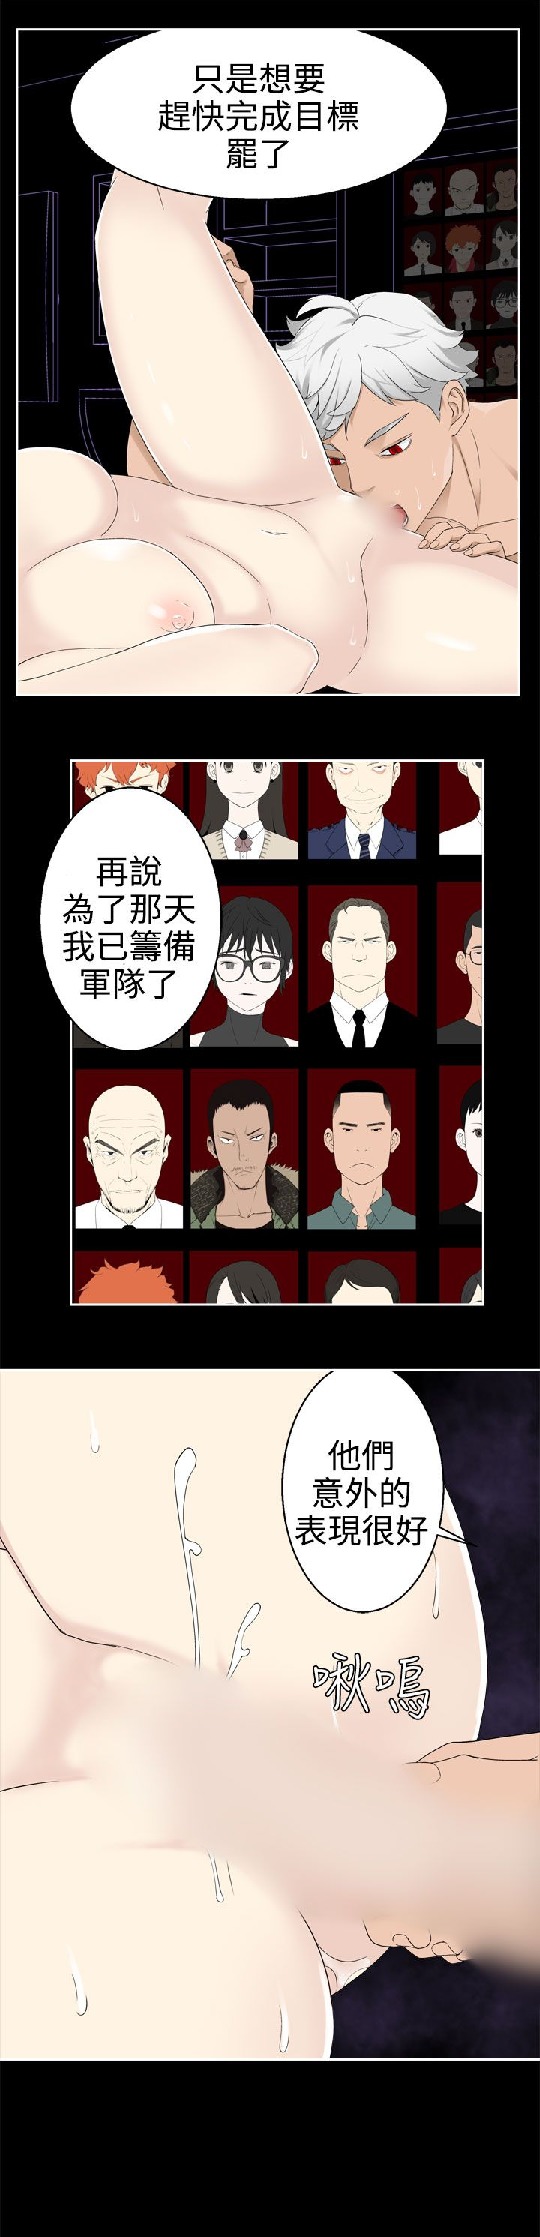 只是想要
趕快完成目標
罷了
再說
為了那天
我已籌備
軍隊了
他們
意外的
表現很好
啾嗚